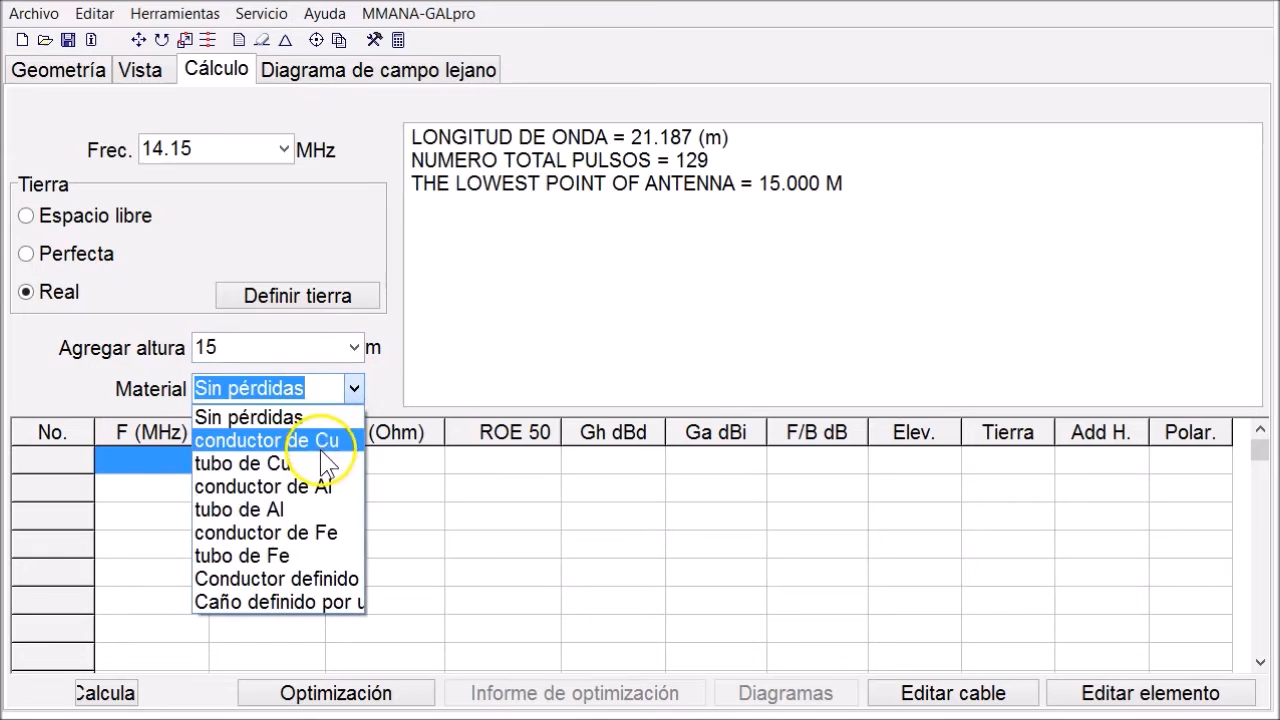 Archivo Editar Herramientas Servicio Ayuda MMANA-GALpro
Geometría Vista Cálculo Diagrama de campo lejano
Frec. 14.15 MHz
Tierra
Espacio libre
Perfecta
Real Definir tierra
Agregar altura 15 m
Material Sin pérdidas
Sin pérdidas
conductor de Cu
tubo de Cu
conductor de Al
tubo de Al
conductor de Fe
tubo de Fe
Conductor definido
Caño definido por u
LONGITUD DE ONDA = 21.187 (m)
NUMERO TOTAL PULSOS = 129
THE LOWEST POINT OF ANTENNA = 15.000 M
No. F (MHz) (Ohm) ROE 50 Gh dBd Ga dBi F/B dB Elev. Tierra Add H. Polar.
Calcula Optimización Informe de optimización Diagramas Editar cable Editar elemento